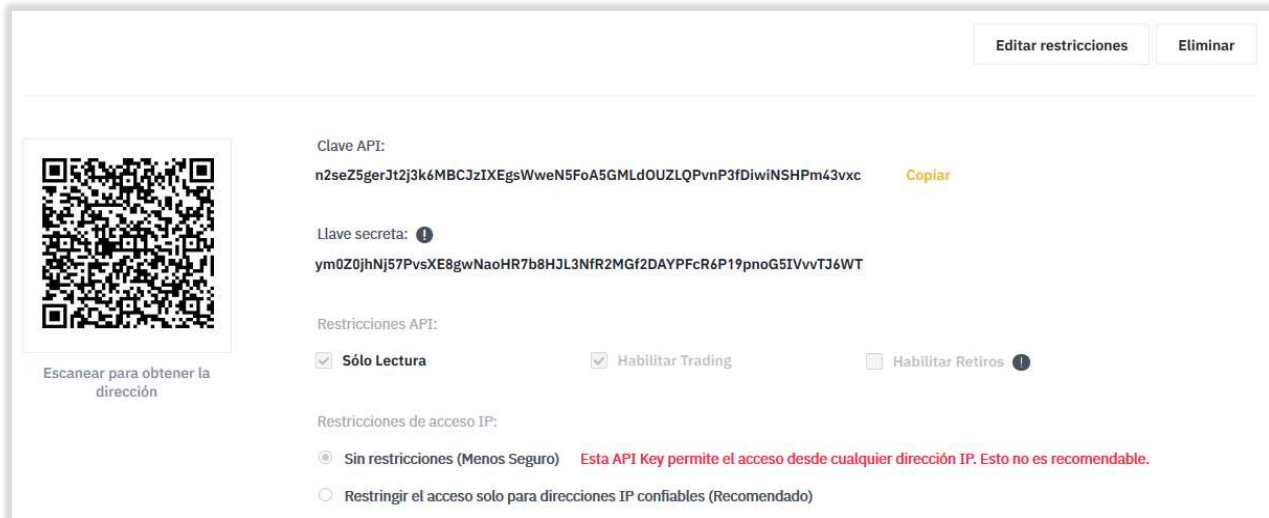 Editar restricciones Eliminar
Clave API:
n2seZ5gerJt2j3k6MBCJzIXEgsWweN5FoA5GMLdOUZLQPvnP3fDiwiNSHPm43vxc Copiar
Llave secreta:
ym0Z0jhNj57PvsXE8gwNaoHR7b8HJL3NfR2MGf2DAYPFcR6P19pnoG5IVvvTJ6WT
Restricciones API:
Sólo Lectura Habilitar Trading Habilitar Retiros
Escanear para obtener la
dirección
Restricciones de acceso IP:
Sin restricciones (Menos Seguro) Esta API Key permite el acceso desde cualquier dirección IP. Esto no es recomendable.
Restringir el acceso solo para direcciones IP confiables (Recomendado)